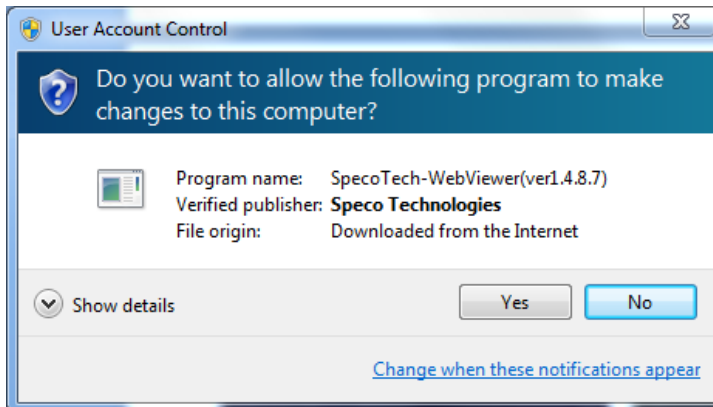 User Account Control
Do you want to allow the following program to make
changes to this computer?
Program name: SpecoTech-WebViewer(ver1.4.8.7)
Verified publisher: Speco Technologies
File origin: Downloaded from the Internet
Show details Yes No
Change when these notifications appear